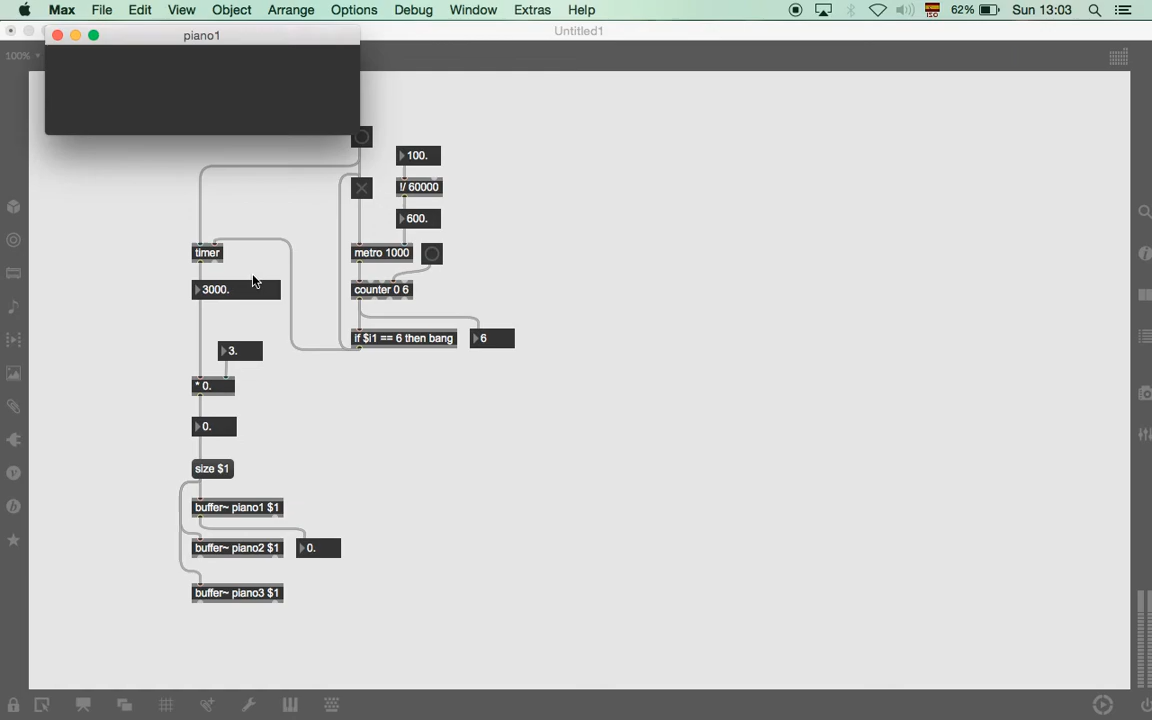 Max File Edit View Object Arrange Options Debug Window Extras Help ISO 62% Sun 13:03
piano1
Untitled1
100%
100.
!/ 60000
600.
timer
metro 1000
3000.
counter 0 6
if $i1 == 6 then bang
6
3.
* 0.
0.
size $1
buffer~ piano1 $1
buffer~ piano2 $1
0.
buffer~ piano3 $1